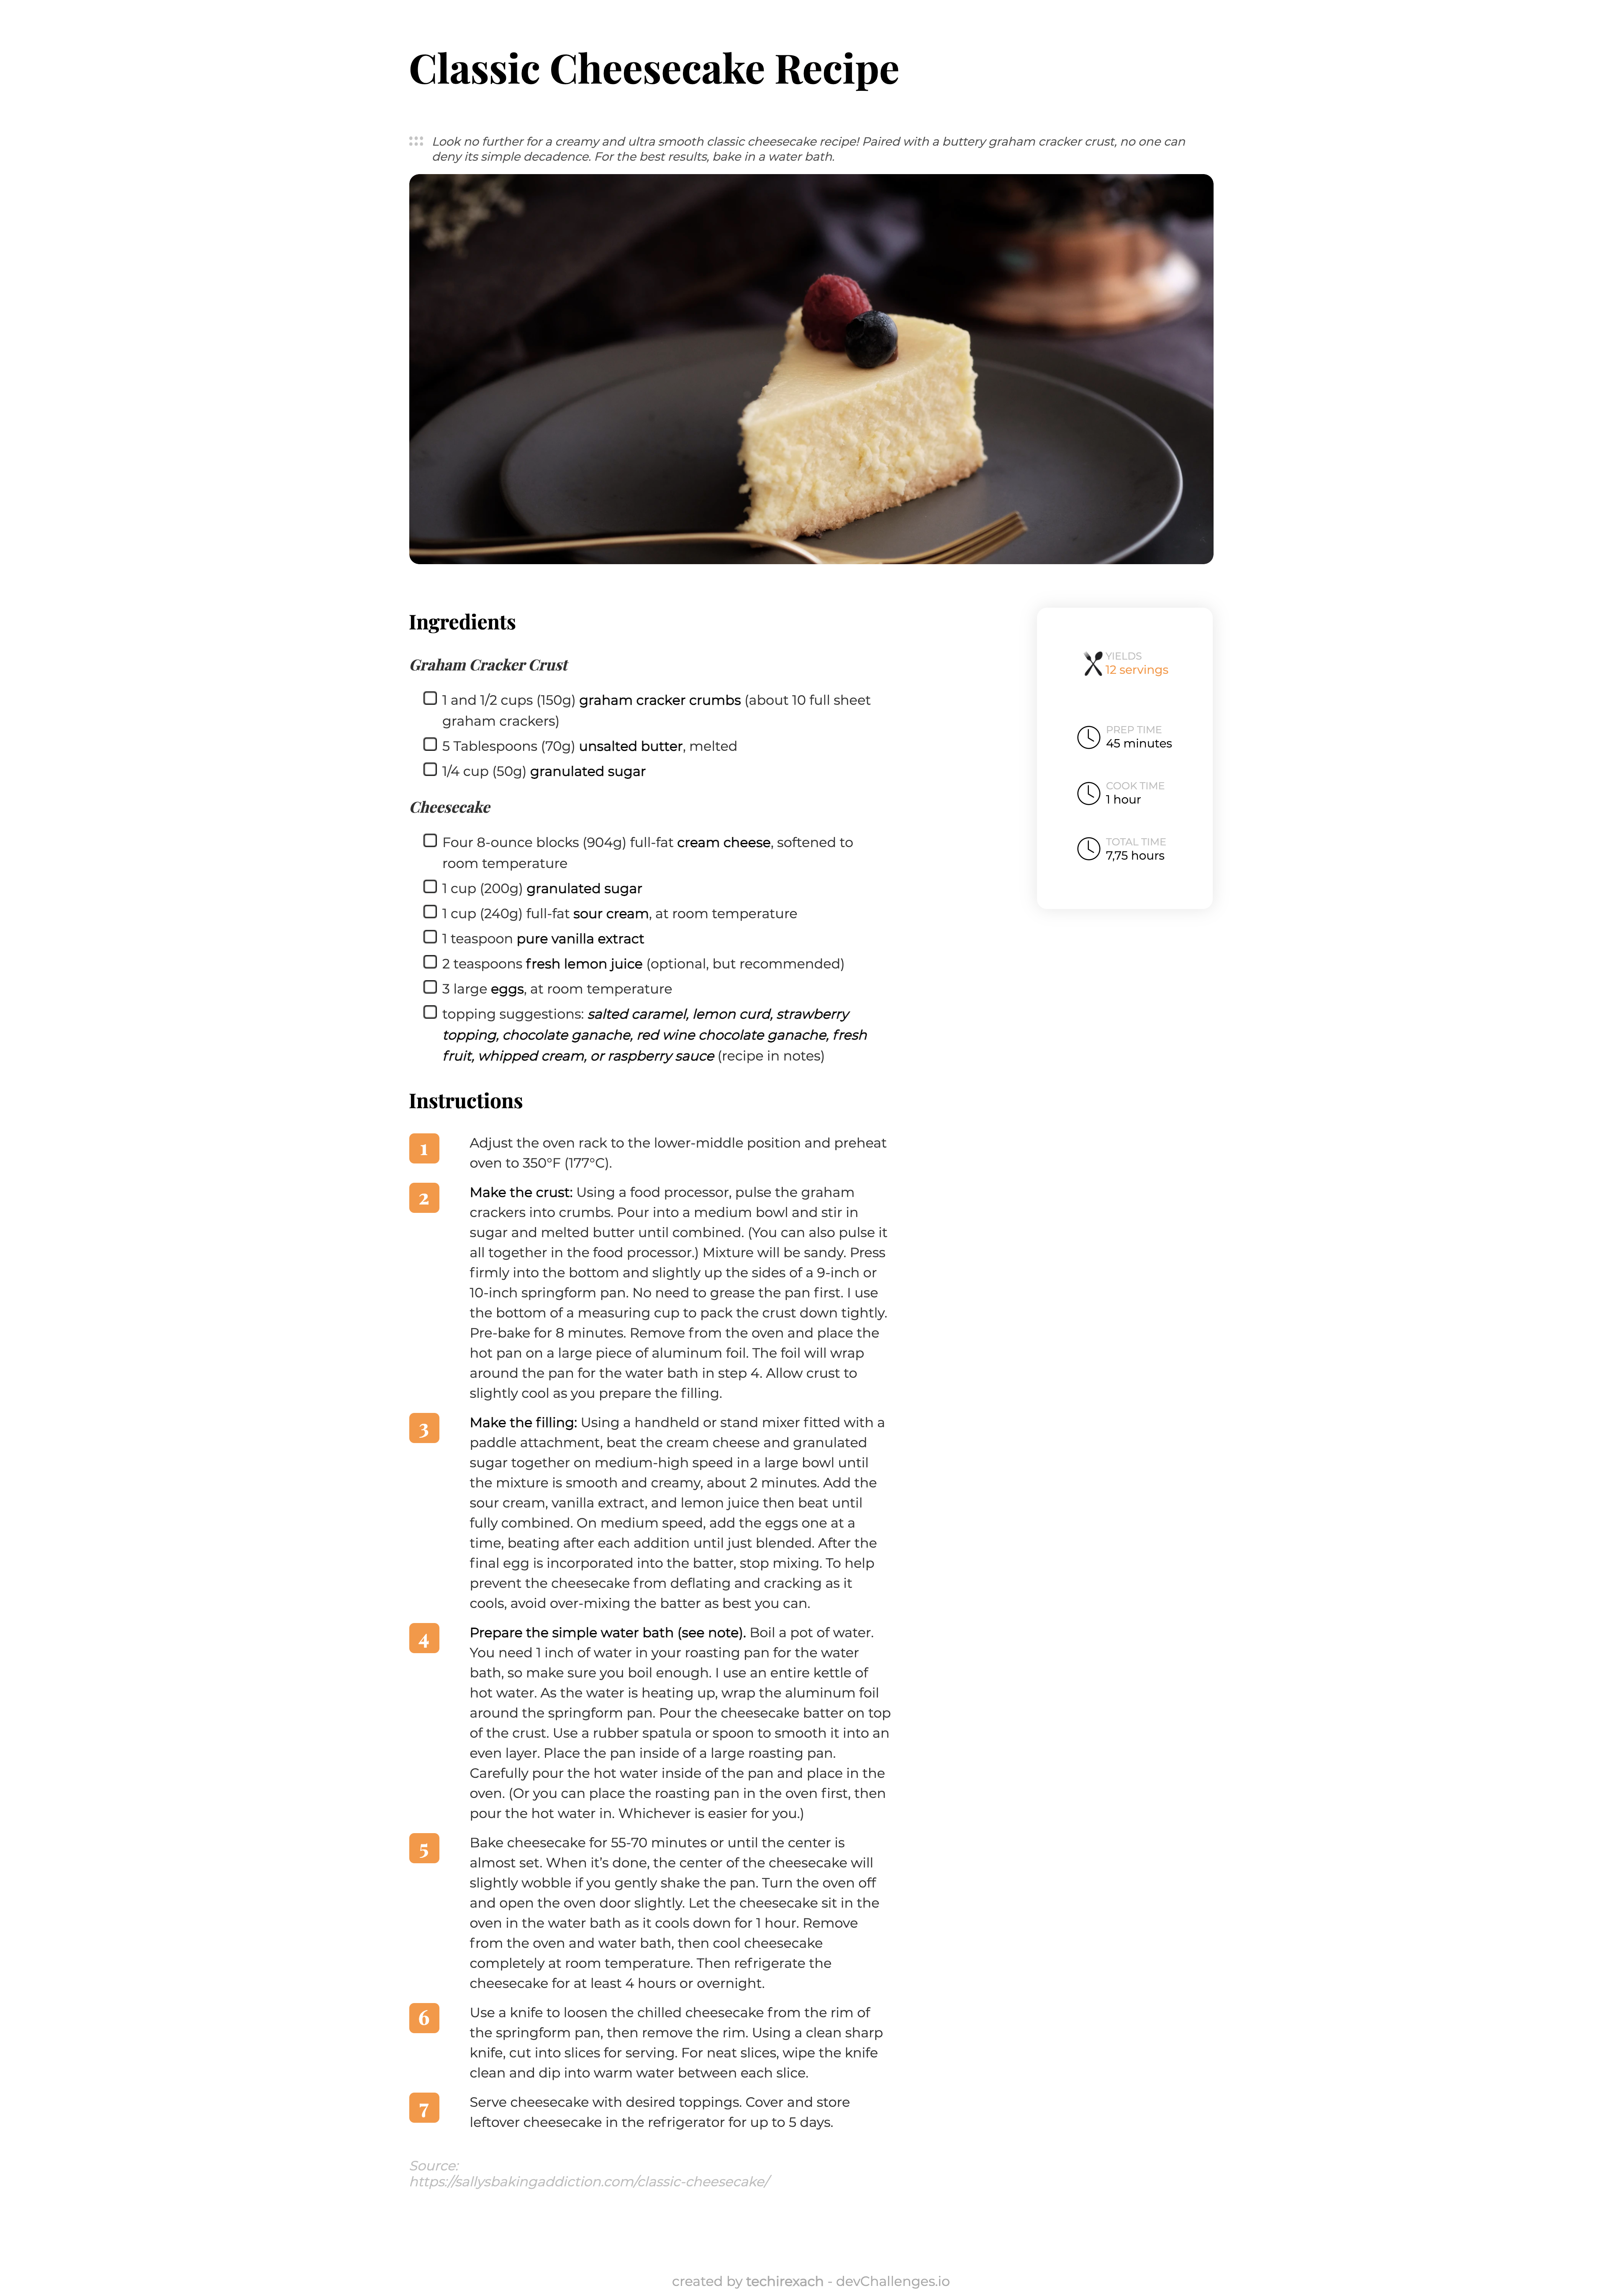 Classic Cheesecake Recipe
Look no further for a creamy and ultra smooth classic cheesecake recipe! Paired with a buttery graham cracker crust, no one can
deny its simple decadence. For the best results, bake in a water bath.
Ingredients
Graham Cracker Crust
1 and 1/2 cups (150g) graham cracker crumbs (about 10 full sheet
graham crackers)
5 Tablespoons (70g) unsalted butter, melted
1/4 cup (50g) granulated sugar
Cheesecake
Four 8-ounce blocks (904g) full-fat cream cheese, softened to
room temperature
1 cup (200g) granulated sugar
1 cup (240g) full-fat sour cream, at room temperature
1 teaspoon pure vanilla extract
2 teaspoons fresh lemon juice (optional, but recommended)
3 large eggs, at room temperature
topping suggestions: salted caramel, lemon curd, strawberry
topping, chocolate ganache, red wine chocolate ganache, fresh
fruit, whipped cream, or raspberry sauce (recipe in notes)
YIELDS
12 servings
PREP TIME
45 minutes
COOK TIME
1 hour
TOTAL TIME
7,75 hours
Instructions
1
Adjust the oven rack to the lower-middle position and preheat
oven to 350°F (177°C).
2
Make the crust: Using a food processor, pulse the graham
crackers into crumbs. Pour into a medium bowl and stir in
sugar and melted butter until combined. (You can also pulse it
all together in the food processor.) Mixture will be sandy. Press
firmly into the bottom and slightly up the sides of a 9-inch or
10-inch springform pan. No need to grease the pan first. I use
the bottom of a measuring cup to pack the crust down tightly.
Pre-bake for 8 minutes. Remove from the oven and place the
hot pan on a large piece of aluminum foil. The foil will wrap
around the pan for the water bath in step 4. Allow crust to
slightly cool as you prepare the filling.
3
Make the filling: Using a handheld or stand mixer fitted with a
paddle attachment, beat the cream cheese and granulated
sugar together on medium-high speed in a large bowl until
the mixture is smooth and creamy, about 2 minutes. Add the
sour cream, vanilla extract, and lemon juice then beat until
fully combined. On medium speed, add the eggs one at a
time, beating after each addition until just blended. After the
final egg is incorporated into the batter, stop mixing. To help
prevent the cheesecake from deflating and cracking as it
cools, avoid over-mixing the batter as best you can.
4
Prepare the simple water bath (see note). Boil a pot of water.
You need 1 inch of water in your roasting pan for the water
bath, so make sure you boil enough. I use an entire kettle of
hot water. As the water is heating up, wrap the aluminum foil
around the springform pan. Pour the cheesecake batter on top
of the crust. Use a rubber spatula or spoon to smooth it into an
even layer. Place the pan inside of a large roasting pan.
Carefully pour the hot water inside of the pan and place in the
oven. (Or you can place the roasting pan in the oven first, then
pour the hot water in. Whichever is easier for you.)
5
Bake cheesecake for 55-70 minutes or until the center is
almost set. When it’s done, the center of the cheesecake will
slightly wobble if you gently shake the pan. Turn the oven off
and open the oven door slightly. Let the cheesecake sit in the
oven in the water bath as it cools down for 1 hour. Remove
from the oven and water bath, then cool cheesecake
completely at room temperature. Then refrigerate the
cheesecake for at least 4 hours or overnight.
6
Use a knife to loosen the chilled cheesecake from the rim of
the springform pan, then remove the rim. Using a clean sharp
knife, cut into slices for serving. For neat slices, wipe the knife
clean and dip into warm water between each slice.
7
Serve cheesecake with desired toppings. Cover and store
leftover cheesecake in the refrigerator for up to 5 days.
Source:
https://sallysbakingaddiction.com/classic-cheesecake/
created by techirexach - devChallenges.io